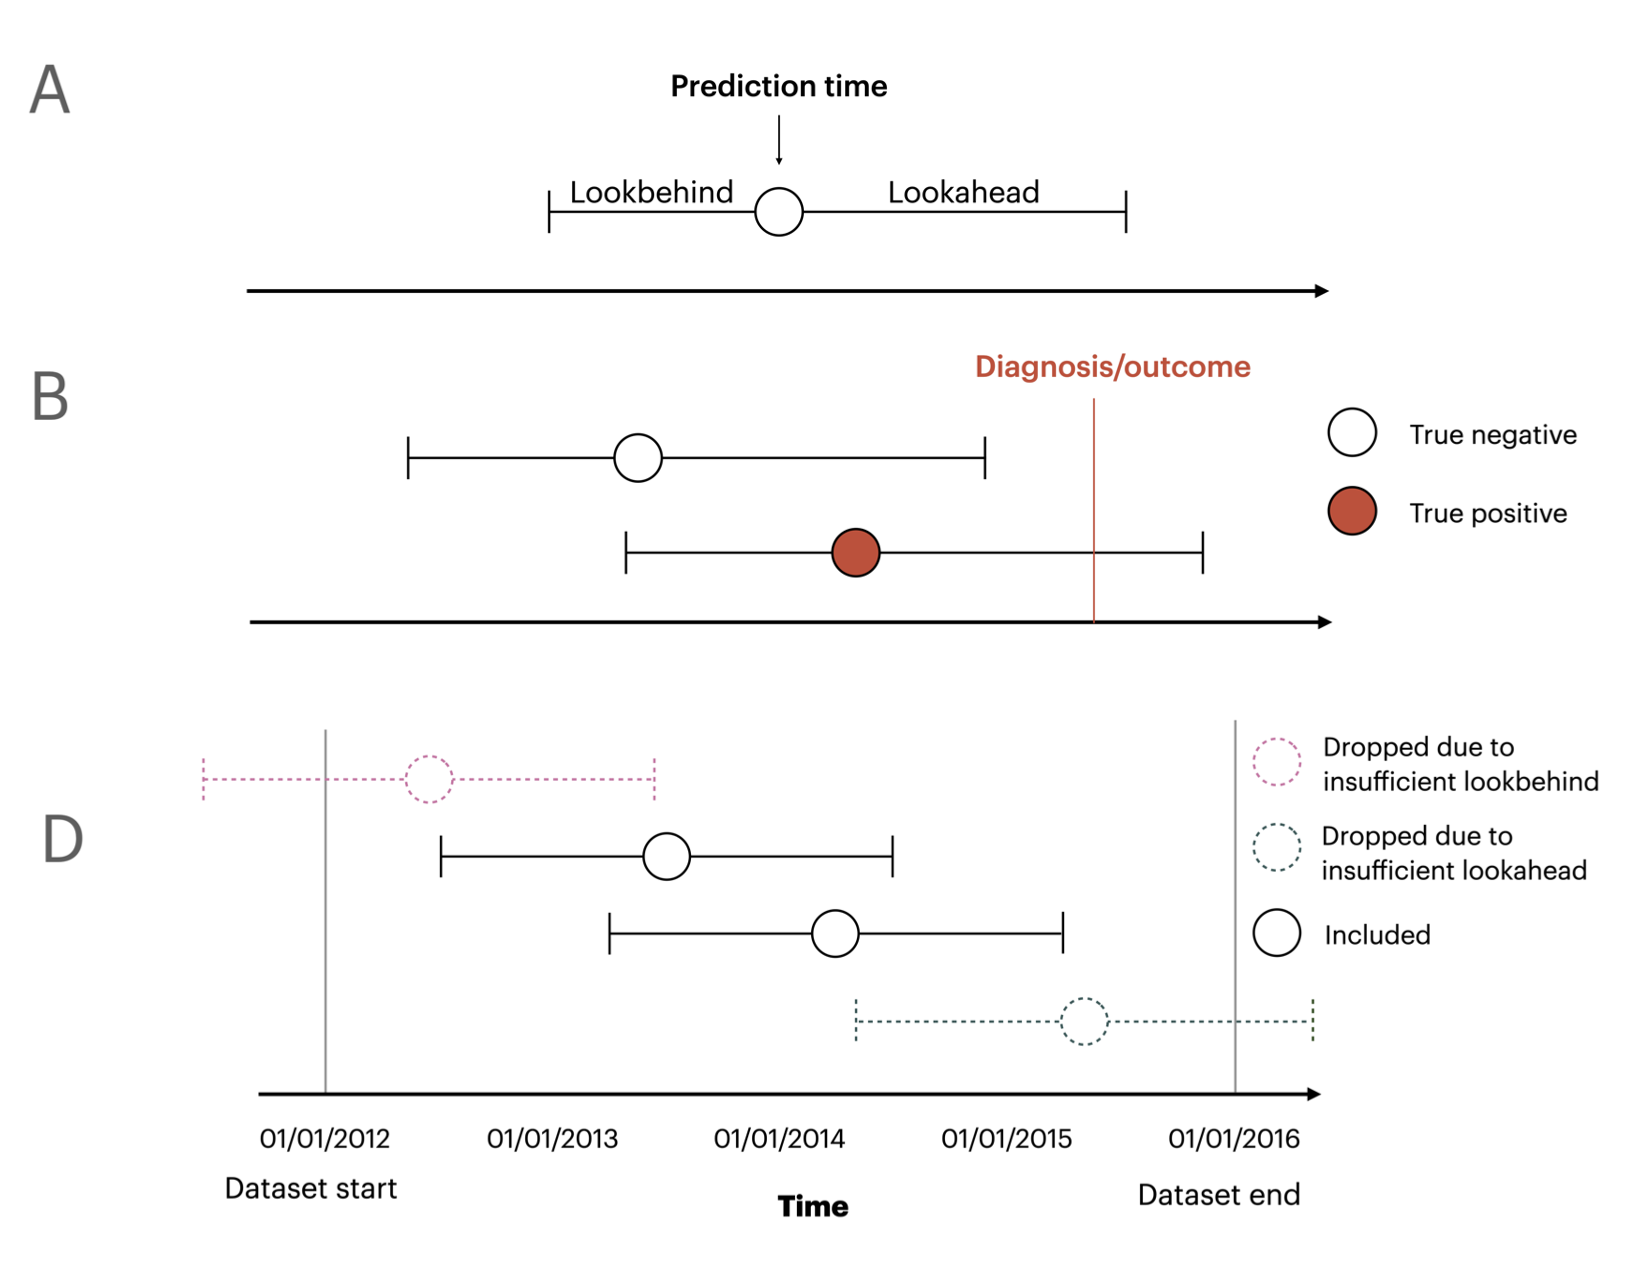 A
Prediction time
Lookbehind
Lookahead
B
Diagnosis/outcome
True negative
True positive
D
Dropped due to
insufficient lookbehind
Dropped due to
insufficient lookahead
Included
01/01/2012
01/01/2013
01/01/2014
01/01/2015
01/01/2016
Dataset start
Time
Dataset end